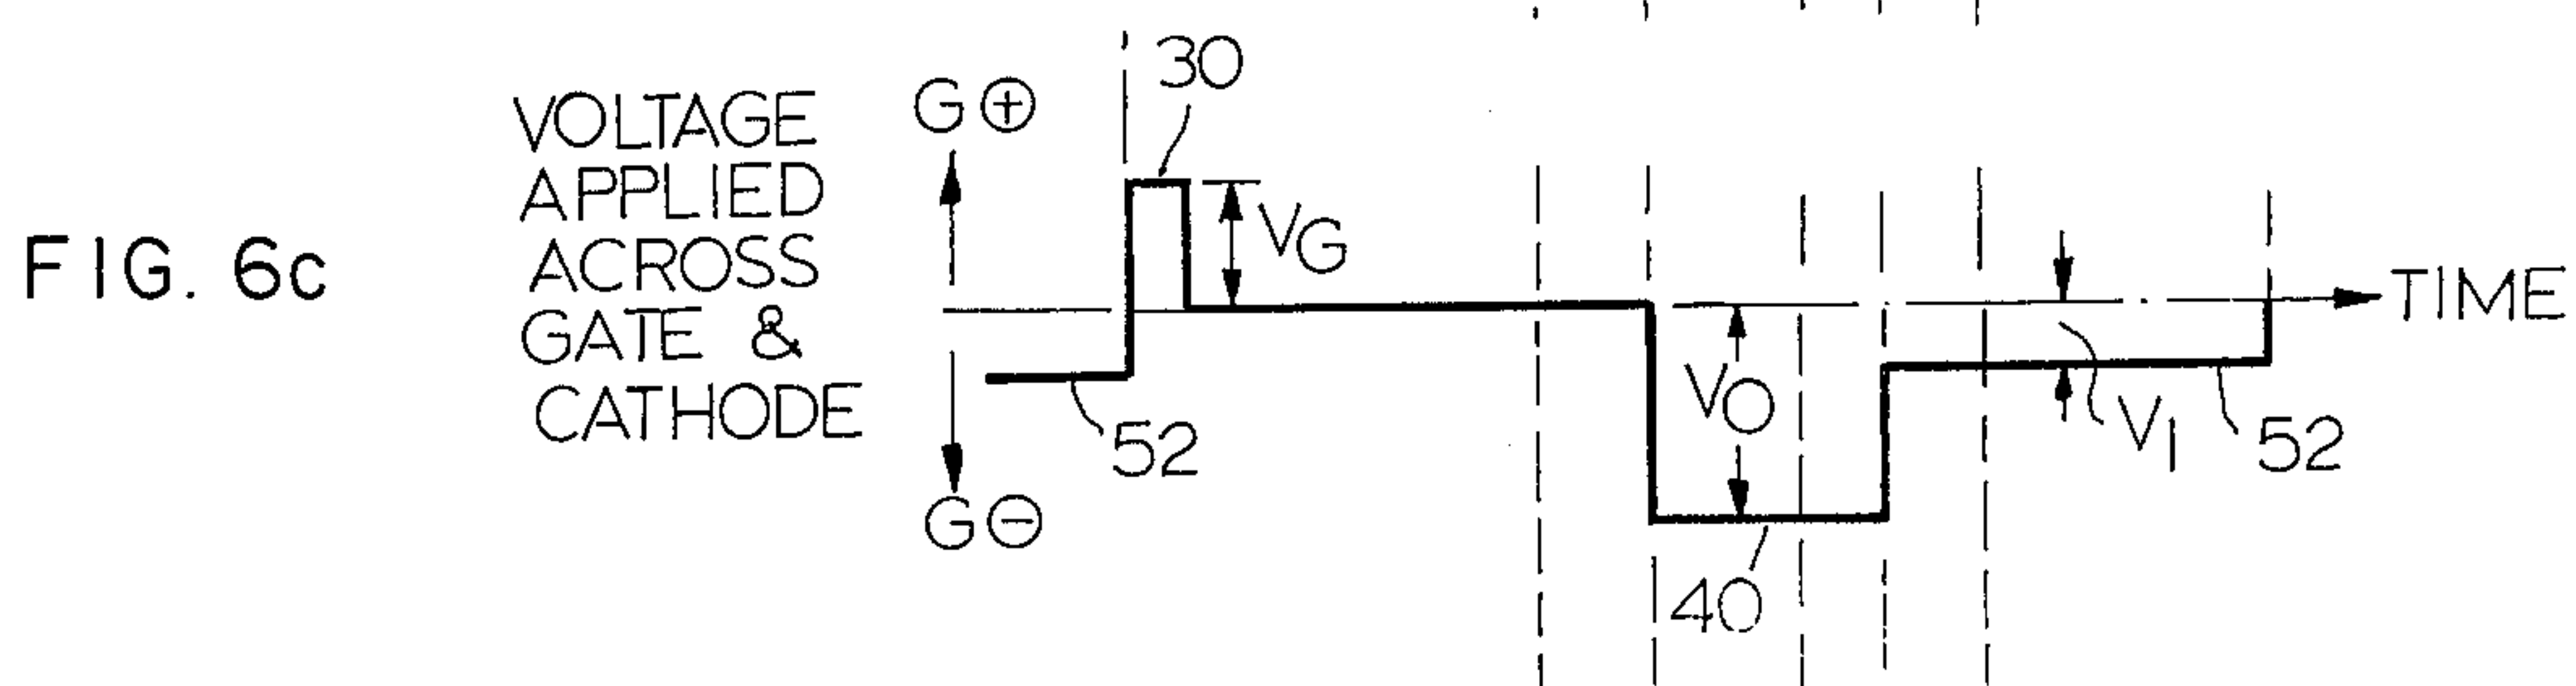 FIG. 6c
VOLTAGE
APPLIED
ACROSS
GATE &
CATHODE
G⊕
G⊖
30
VG
52
VO
40
V1
52
TIME